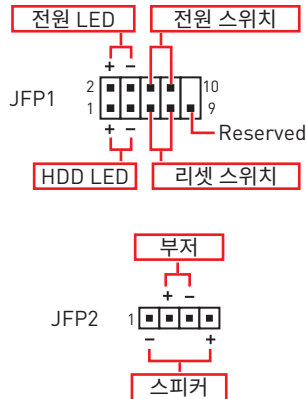 전원 LED 전원 스위치
+ −
JFP1
2 10
1 9
+ −
Reserved
HDD LED 리셋 스위치
부저
+ −
JFP2 1
− +
스피커